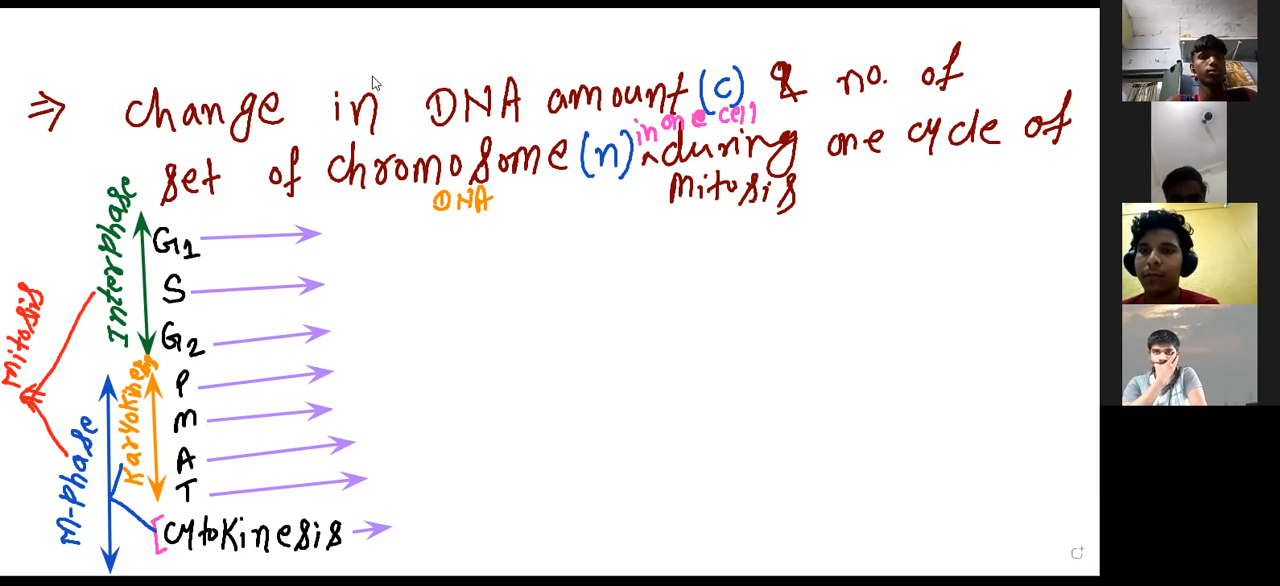 ⇒ change in DNA amount (c) & no. of
set of chromosome (n) in one cell ^ during one cycle of
DNA
mitosis
Interphase
G1
S
G2
Mitosis
M-phase
Karyokinesis
P
M
A
T
[Cytokinesis